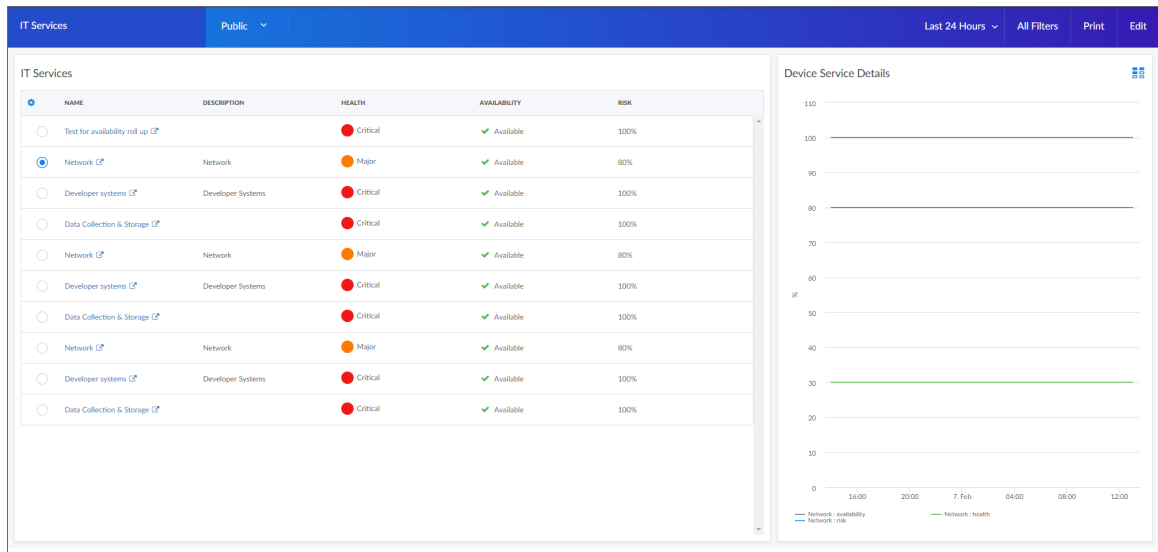 IT Services Public Last 24 Hours All Filters Print Edit
IT Services
NAME DESCRIPTION HEALTH AVAILABILITY RISK
Test for availability roll up Critical Available 100%
Network Network Major Available 80%
Developer systems Developer Systems Critical Available 100%
Data Collection & Storage Critical Available 100%
Network Network Major Available 80%
Developer systems Developer Systems Critical Available 100%
Data Collection & Storage Critical Available 100%
Network Network Major Available 80%
Developer systems Developer Systems Critical Available 100%
Data Collection & Storage Critical Available 100%
Device Service Details
110
100
90
80
70
60
%
50
40
30
20
10
0
16:00 20:00 7. Feb 04:00 08:00 12:00
Network : availability Network : health
Network : risk